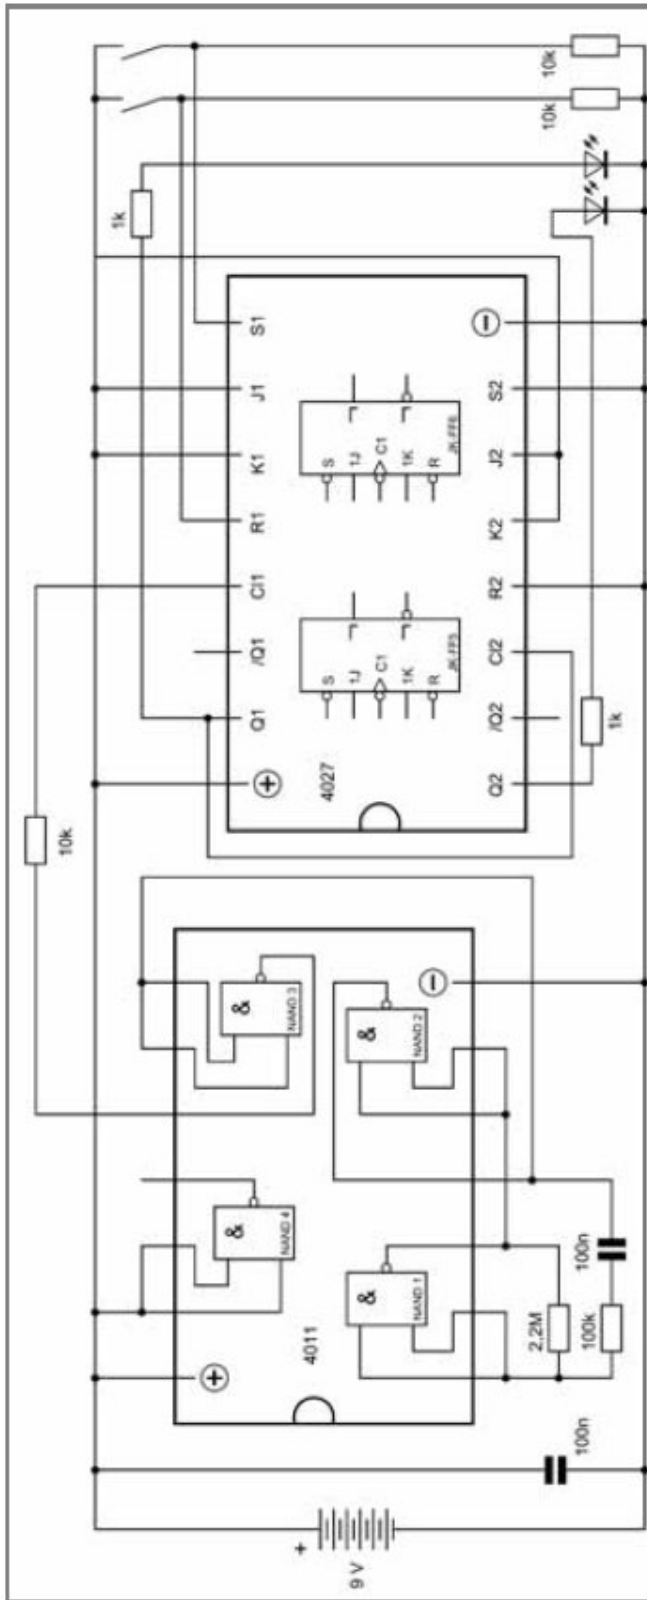 9 V
+
100n
2,2M
100k
100n
4011
+
&
NAND 1
&
NAND 2
&
NAND 3
&
NAND 4
−
10k
4027
+
Q1
/Q1
Cl1
R1
K1
J1
S1
Q2
/Q2
Cl2
R2
K2
J2
S2
−
S
1J
C1
1K
R
JK-FF5
S
1J
C1
1K
R
JK-FF6
1k
1k
10k
10k